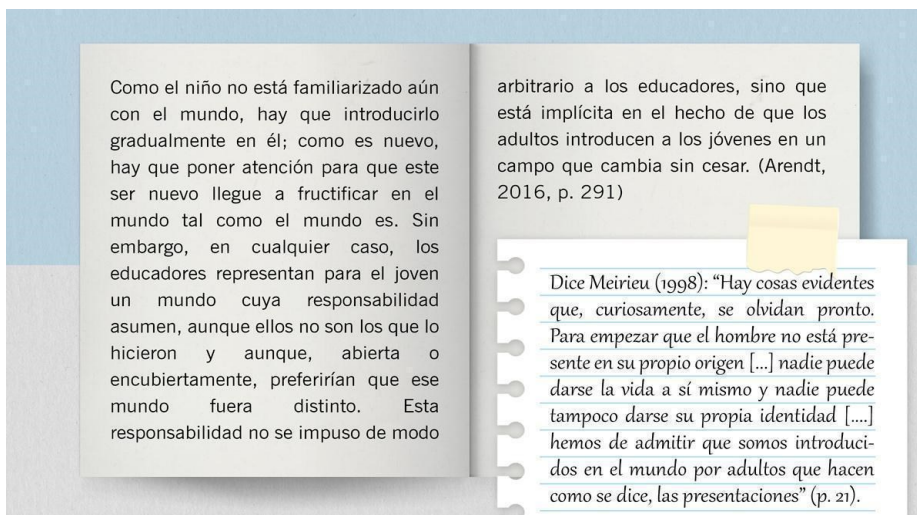 Como el niño no está familiarizado aún
con el mundo, hay que introducirlo
gradualmente en él; como es nuevo,
hay que poner atención para que este
ser nuevo llegue a fructificar en el
mundo tal como el mundo es. Sin
embargo, en cualquier caso, los
educadores representan para el joven
un mundo cuya responsabilidad
asumen, aunque ellos no son los que lo
hicieron y aunque, abierta o
encubiertamente, preferirían que ese
mundo fuera distinto. Esta
responsabilidad no se impuso de modo
arbitrario a los educadores, sino que
está implícita en el hecho de que los
adultos introducen a los jóvenes en un
campo que cambia sin cesar. (Arendt,
2016, p. 291)
Dice Meirieu (1998): “Hay cosas evidentes
que, curiosamente, se olvidan pronto.
Para empezar que el hombre no está pre-
sente en su propio origen [...] nadie puede
darse la vida a sí mismo y nadie puede
tampoco darse su propia identidad [....]
hemos de admitir que somos introduci-
dos en el mundo por adultos que hacen
como se dice, las presentaciones” (p. 21).